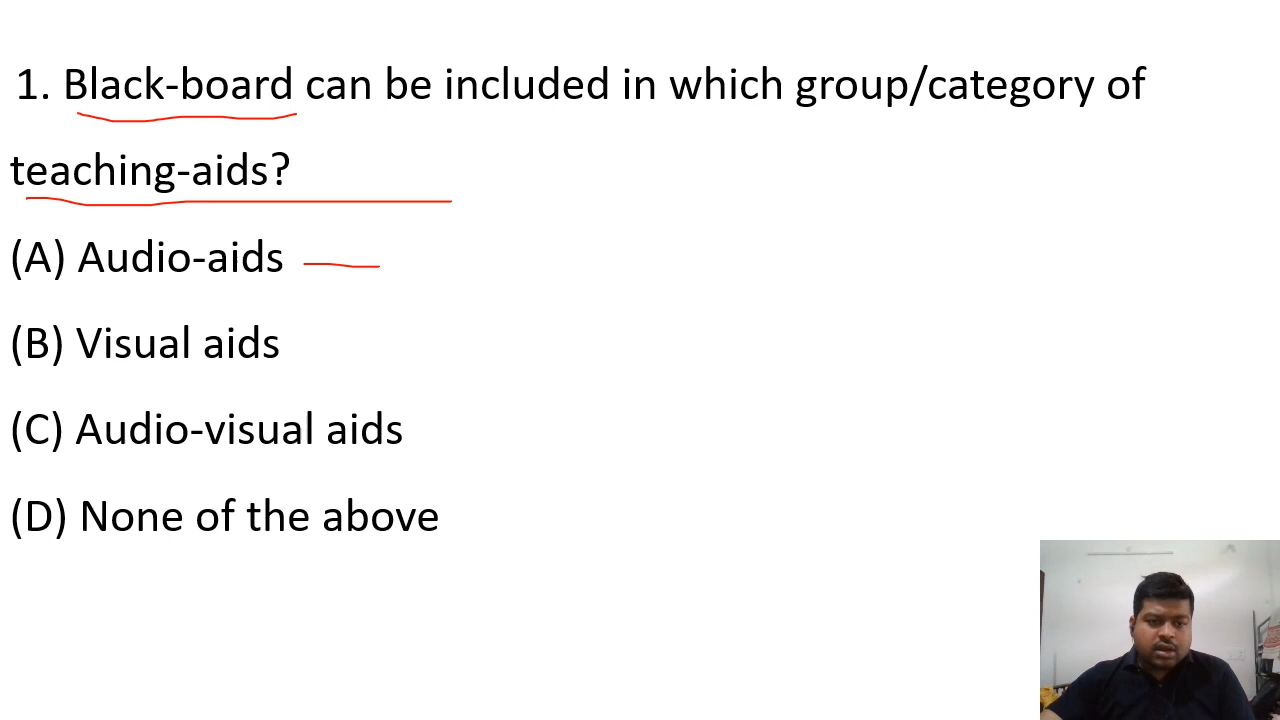 1. Black-board can be included in which group/category of
teaching-aids?
(A) Audio-aids
(B) Visual aids
(C) Audio-visual aids
(D) None of the above